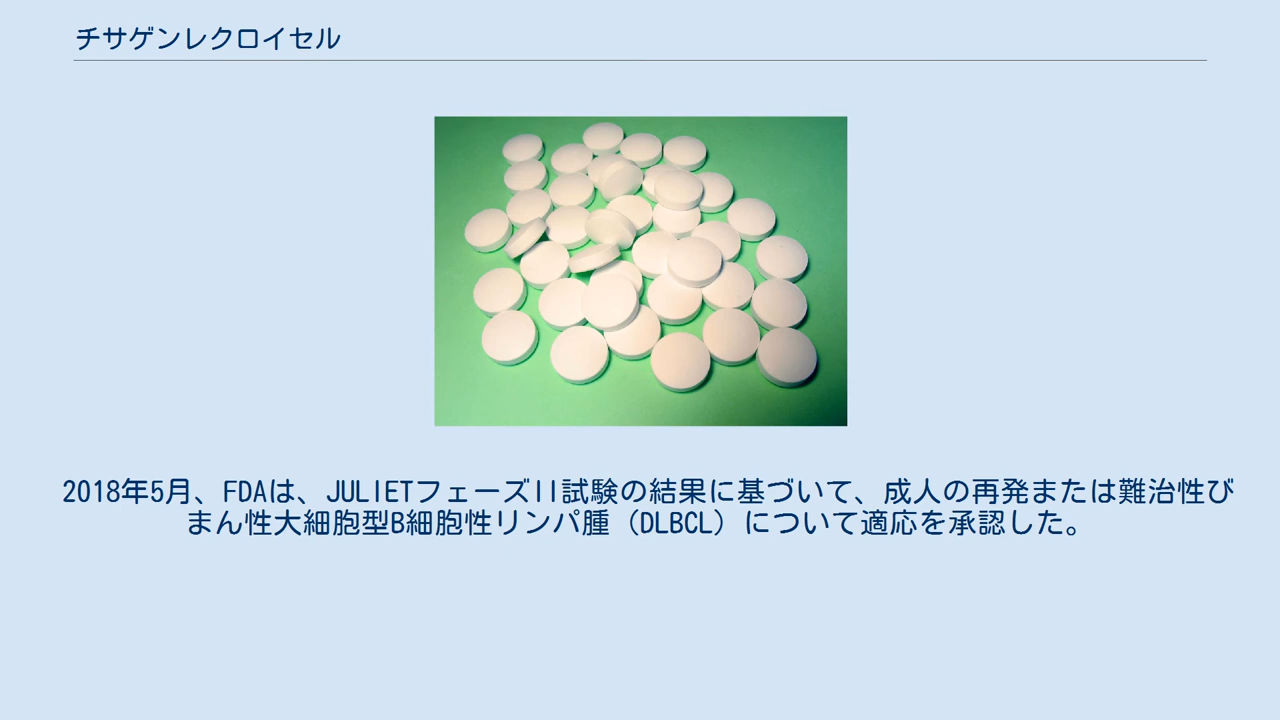 チサゲンレクロイセル
2018年5月、FDAは、JULIETフェーズII試験の結果に基づいて、成人の再発または難治性び
まん性大細胞型B細胞性リンパ腫（DLBCL）について適応を承認した。